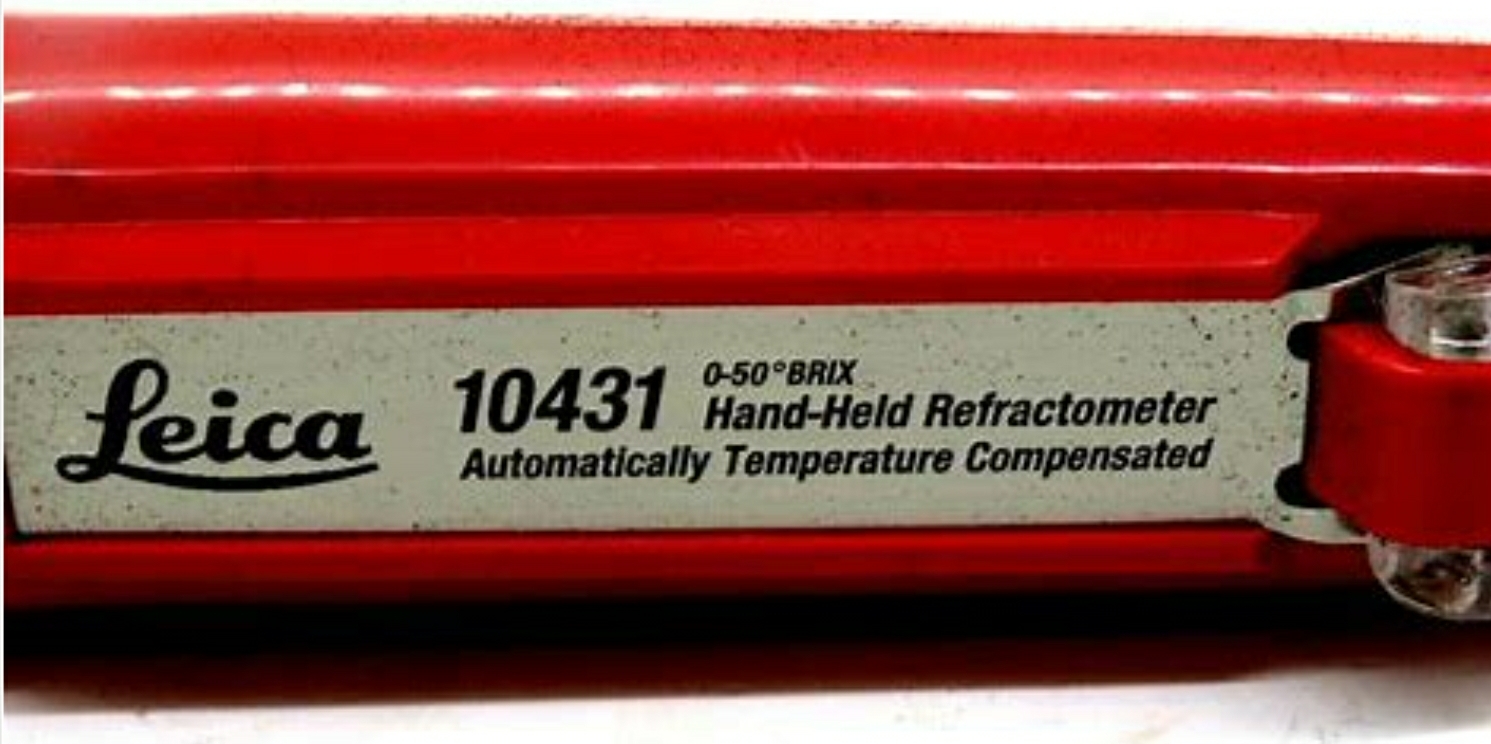 Leica
10431
0-50°BRIX
Hand-Held Refractometer
Automatically Temperature Compensated